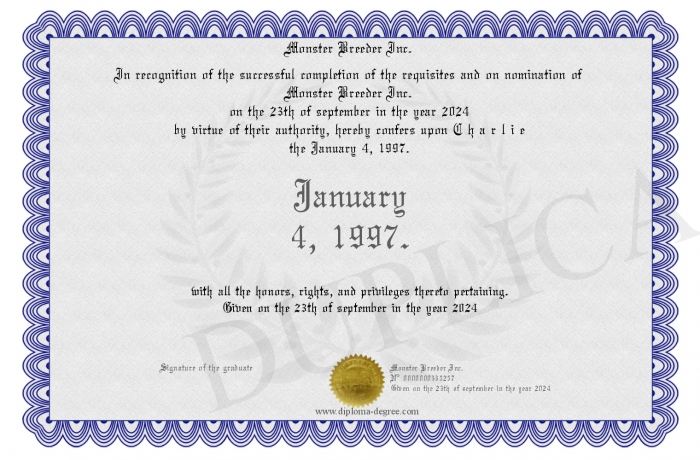 Monster Breeder Inc.
In recognition of the successful completion of the requisites and on nomination of
Monster Breeder Inc.
on the 23th of september in the year 2024
by virtue of their authority, hereby confers upon C h a r l i e
the January 4, 1997.
January
4, 1997.
with all the honors, rights, and privileges thereto pertaining.
Given on the 23th of september in the year 2024
DUPLICA
Signature of the graduate
Monster Breeder Inc.
Nº 0000000333257
Given on the 23th of september in the year 2024
www.diploma-degree.com